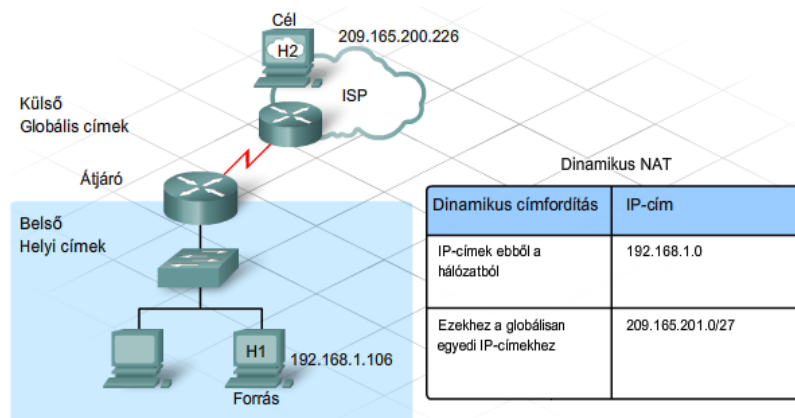 Cél
209.165.200.226
H2
ISP
Külső
Globális címek
Átjáró
Belső
Helyi címek
H1
192.168.1.106
Forrás
Dinamikus NAT
Dinamikus címfordítás IP-cím
IP-címek ebből a
hálózatból
192.168.1.0
Ezekhez a globálisan
egyedi IP-címekhez
209.165.201.0/27